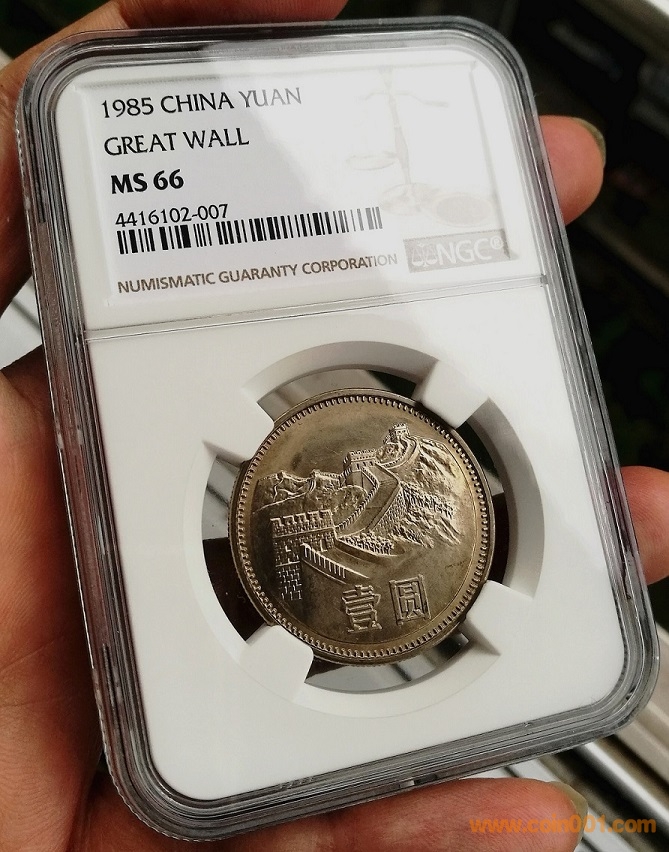 1985 CHINA YUAN
GREAT WALL
MS 66
4416102-007
NUMISMATIC GUARANTY CORPORATION
NGC®
壹圆
www.coin001.com